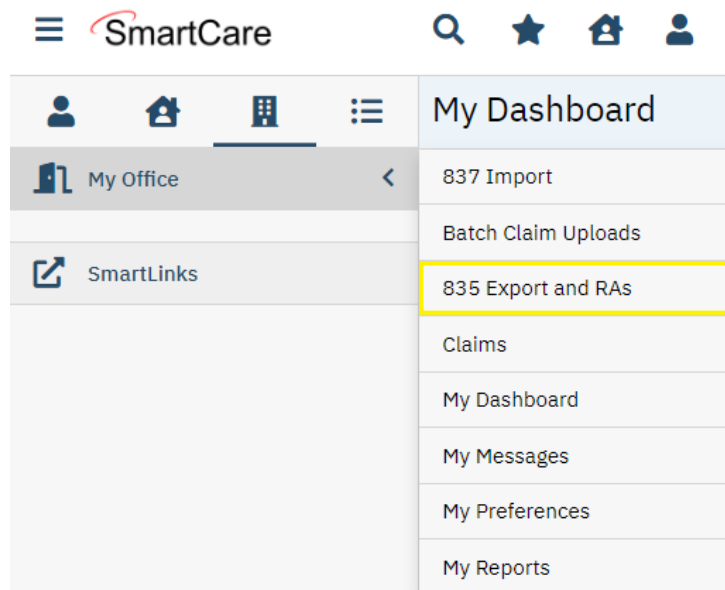 SmartCare
My Office
SmartLinks
My Dashboard
837 Import
Batch Claim Uploads
835 Export and RAs
Claims
My Dashboard
My Messages
My Preferences
My Reports